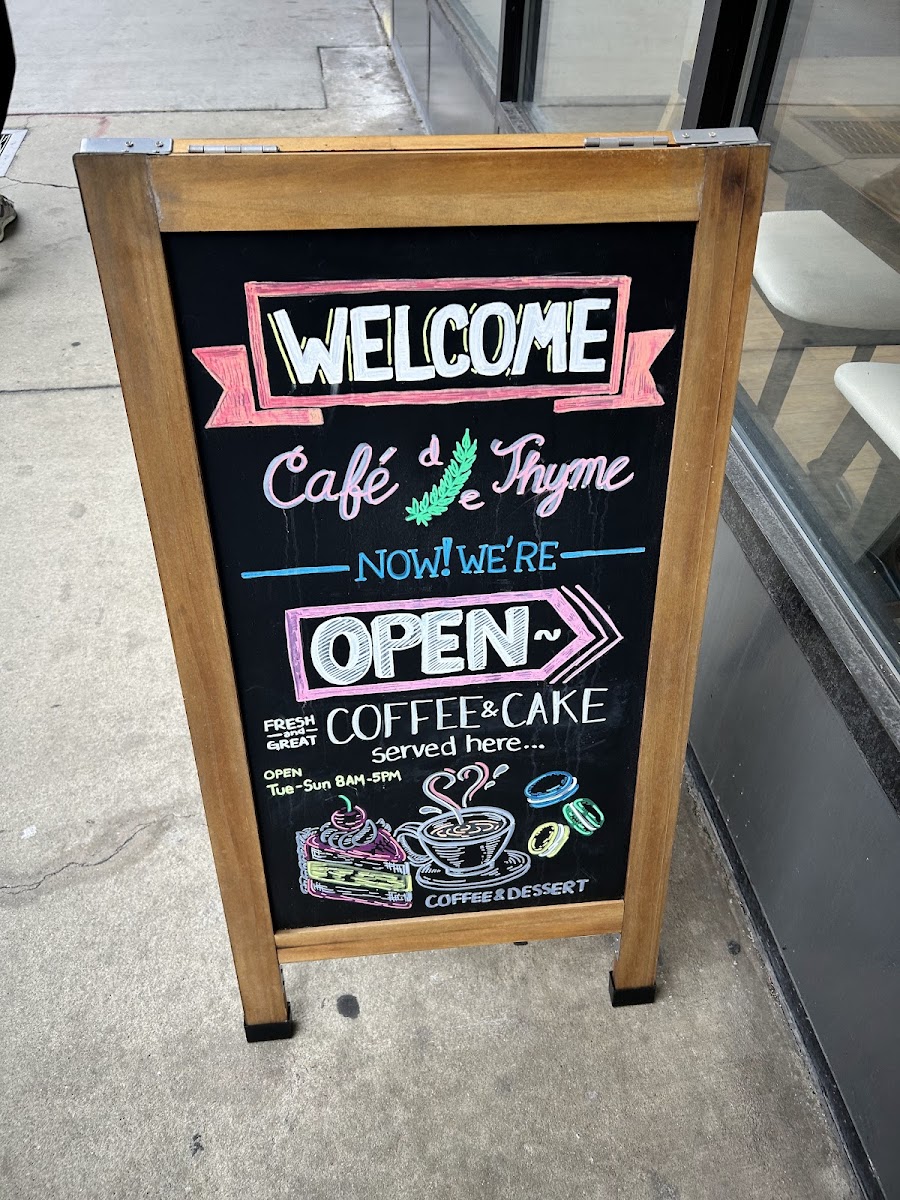 WELCOME
Café de Thyme
NOW! WE'RE
OPEN~
FRESH
and
GREAT
COFFEE & CAKE
served here...
OPEN
Tue-Sun 8AM-5PM
COFFEE & DESSERT